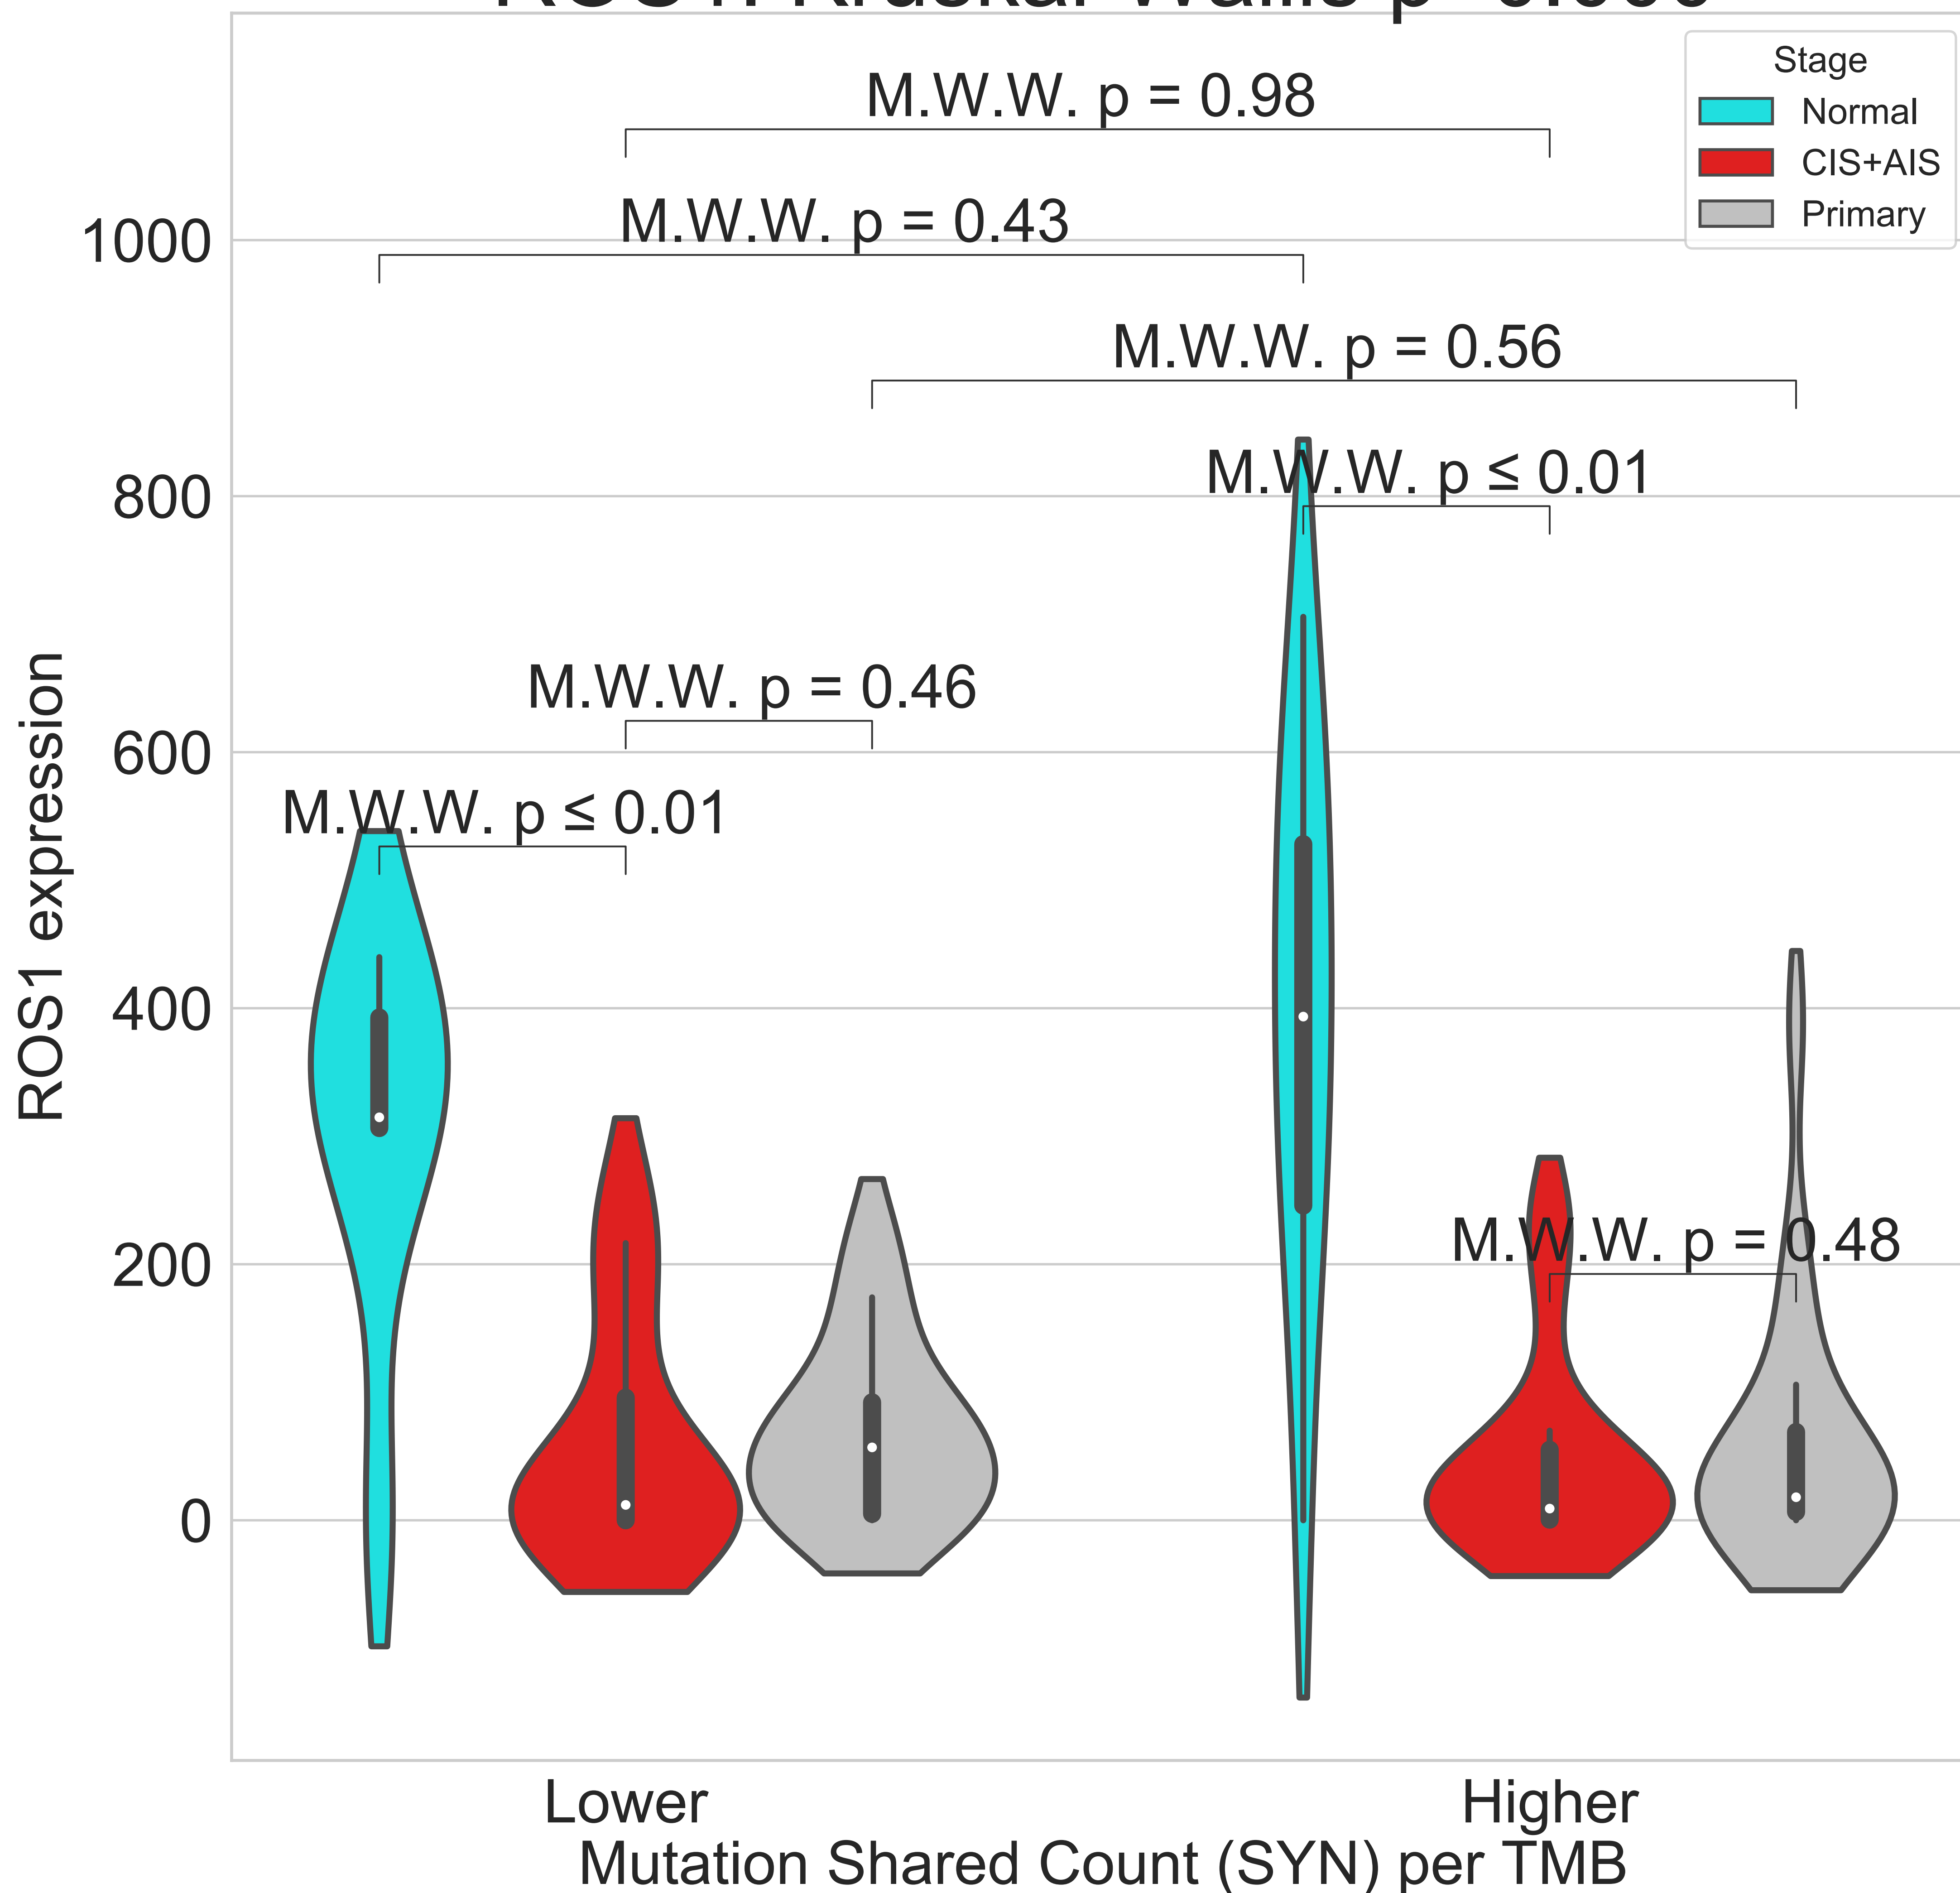 Stage
Normal
CIS+AIS
Primary
M.W.W. p = 0.98
M.W.W. p = 0.43
M.W.W. p = 0.56
M.W.W. p ≤ 0.01
M.W.W. p = 0.46
M.W.W. p ≤ 0.01
M.W.W. p = 0.48
1000
800
600
400
200
0
ROS1 expression
Lower
Higher
Mutation Shared Count (SYN) per TMB